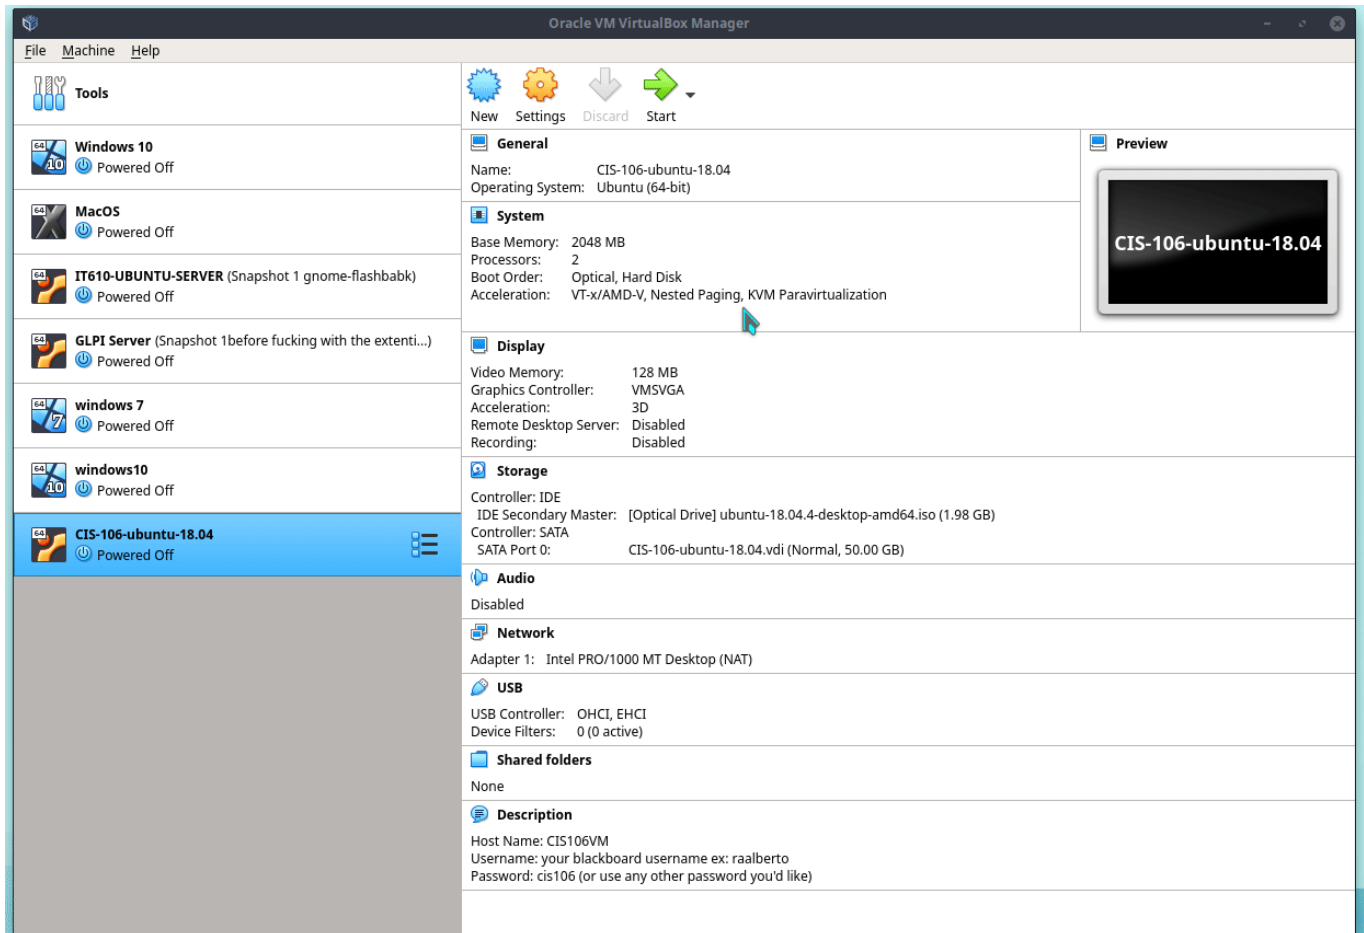 Oracle VM VirtualBox Manager
File Machine Help
Tools
Windows 10
Powered Off
MacOS
Powered Off
IT610-UBUNTU-SERVER (Snapshot 1 gnome-flashbabk)
Powered Off
GLPI Server (Snapshot 1before fucking with the extenti...)
Powered Off
windows 7
Powered Off
windows10
Powered Off
CIS-106-ubuntu-18.04
Powered Off
New Settings Discard Start
General
Name: CIS-106-ubuntu-18.04
Operating System: Ubuntu (64-bit)
Preview
CIS-106-ubuntu-18.04
System
Base Memory: 2048 MB
Processors: 2
Boot Order: Optical, Hard Disk
Acceleration: VT-x/AMD-V, Nested Paging, KVM Paravirtualization
Display
Video Memory: 128 MB
Graphics Controller: VMSVGA
Acceleration: 3D
Remote Desktop Server: Disabled
Recording: Disabled
Storage
Controller: IDE
IDE Secondary Master: [Optical Drive] ubuntu-18.04.4-desktop-amd64.iso (1.98 GB)
Controller: SATA
SATA Port 0: CIS-106-ubuntu-18.04.vdi (Normal, 50.00 GB)
Audio
Disabled
Network
Adapter 1: Intel PRO/1000 MT Desktop (NAT)
USB
USB Controller: OHCI, EHCI
Device Filters: 0 (0 active)
Shared folders
None
Description
Host Name: CIS106VM
Username: your blackboard username ex: raalberto
Password: cis106 (or use any other password you'd like)